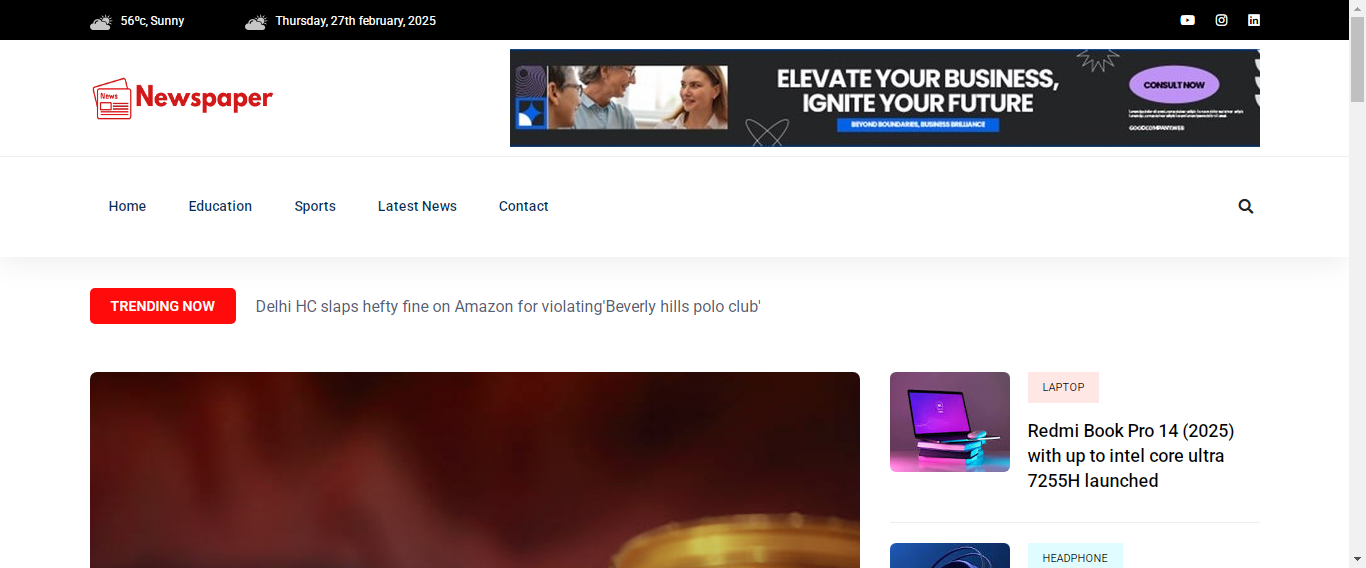 56ºc, Sunny
Thursday, 27th february, 2025
News
Newspaper
ELEVATE YOUR BUSINESS,
IGNITE YOUR FUTURE
BEYOND BOUNDARIES, BUSINESS BRILLIANCE
CONSULT NOW
GOODCOMPANY.WEB
Home
Education
Sports
Latest News
Contact
TRENDING NOW
Delhi HC slaps hefty fine on Amazon for violating'Beverly hills polo club'
LAPTOP
Redmi Book Pro 14 (2025)
with up to intel core ultra
7255H launched
HEADPHONE